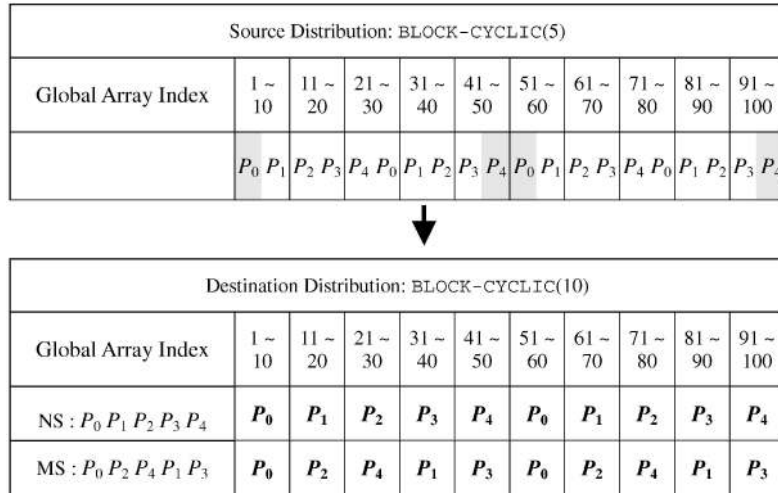 Source Distribution: BLOCK-CYCLIC(5)
Global Array Index 1 ~ 10 11 ~ 20 21 ~ 30 31 ~ 40 41 ~ 50 51 ~ 60 61 ~ 70 71 ~ 80 81 ~ 90 91 ~ 100
P0 P1 P2 P3 P4 P0 P1 P2 P3 P4 P0 P1 P2 P3 P4 P0 P1 P2 P3 P4
Destination Distribution: BLOCK-CYCLIC(10)
Global Array Index 1 ~ 10 11 ~ 20 21 ~ 30 31 ~ 40 41 ~ 50 51 ~ 60 61 ~ 70 71 ~ 80 81 ~ 90 91 ~ 100
NS : P0 P1 P2 P3 P4 P0 P1 P2 P3 P4 P0 P1 P2 P3 P4
MS : P0 P2 P4 P1 P3 P0 P2 P4 P1 P3 P0 P2 P4 P1 P3